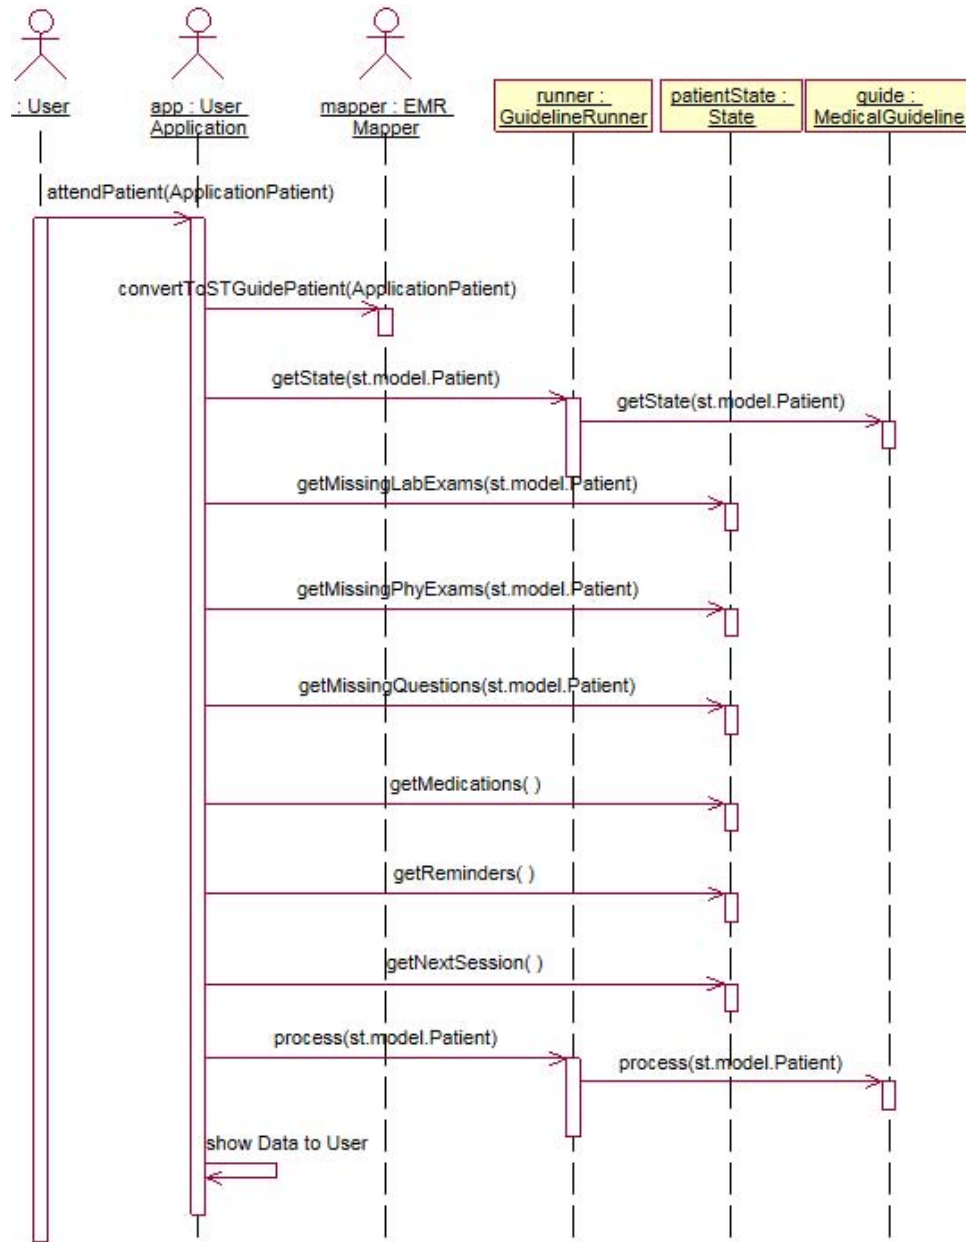 : User
app : User
Application
mapper : EMR
Mapper
runner :
GuidelineRunner
patientState :
State
guide :
MedicalGuideline
attendPatient(ApplicationPatient)
convertToSTGuidePatient(ApplicationPatient)
getState(st.model.Patient)
getState(st.model.Patient)
getMissingLabExams(st.model.Patient)
getMissingPhyExams(st.model.Patient)
getMissingQuestions(st.model.Patient)
getMedications( )
getReminders( )
getNextSession( )
process(st.model.Patient)
process(st.model.Patient)
show Data to User